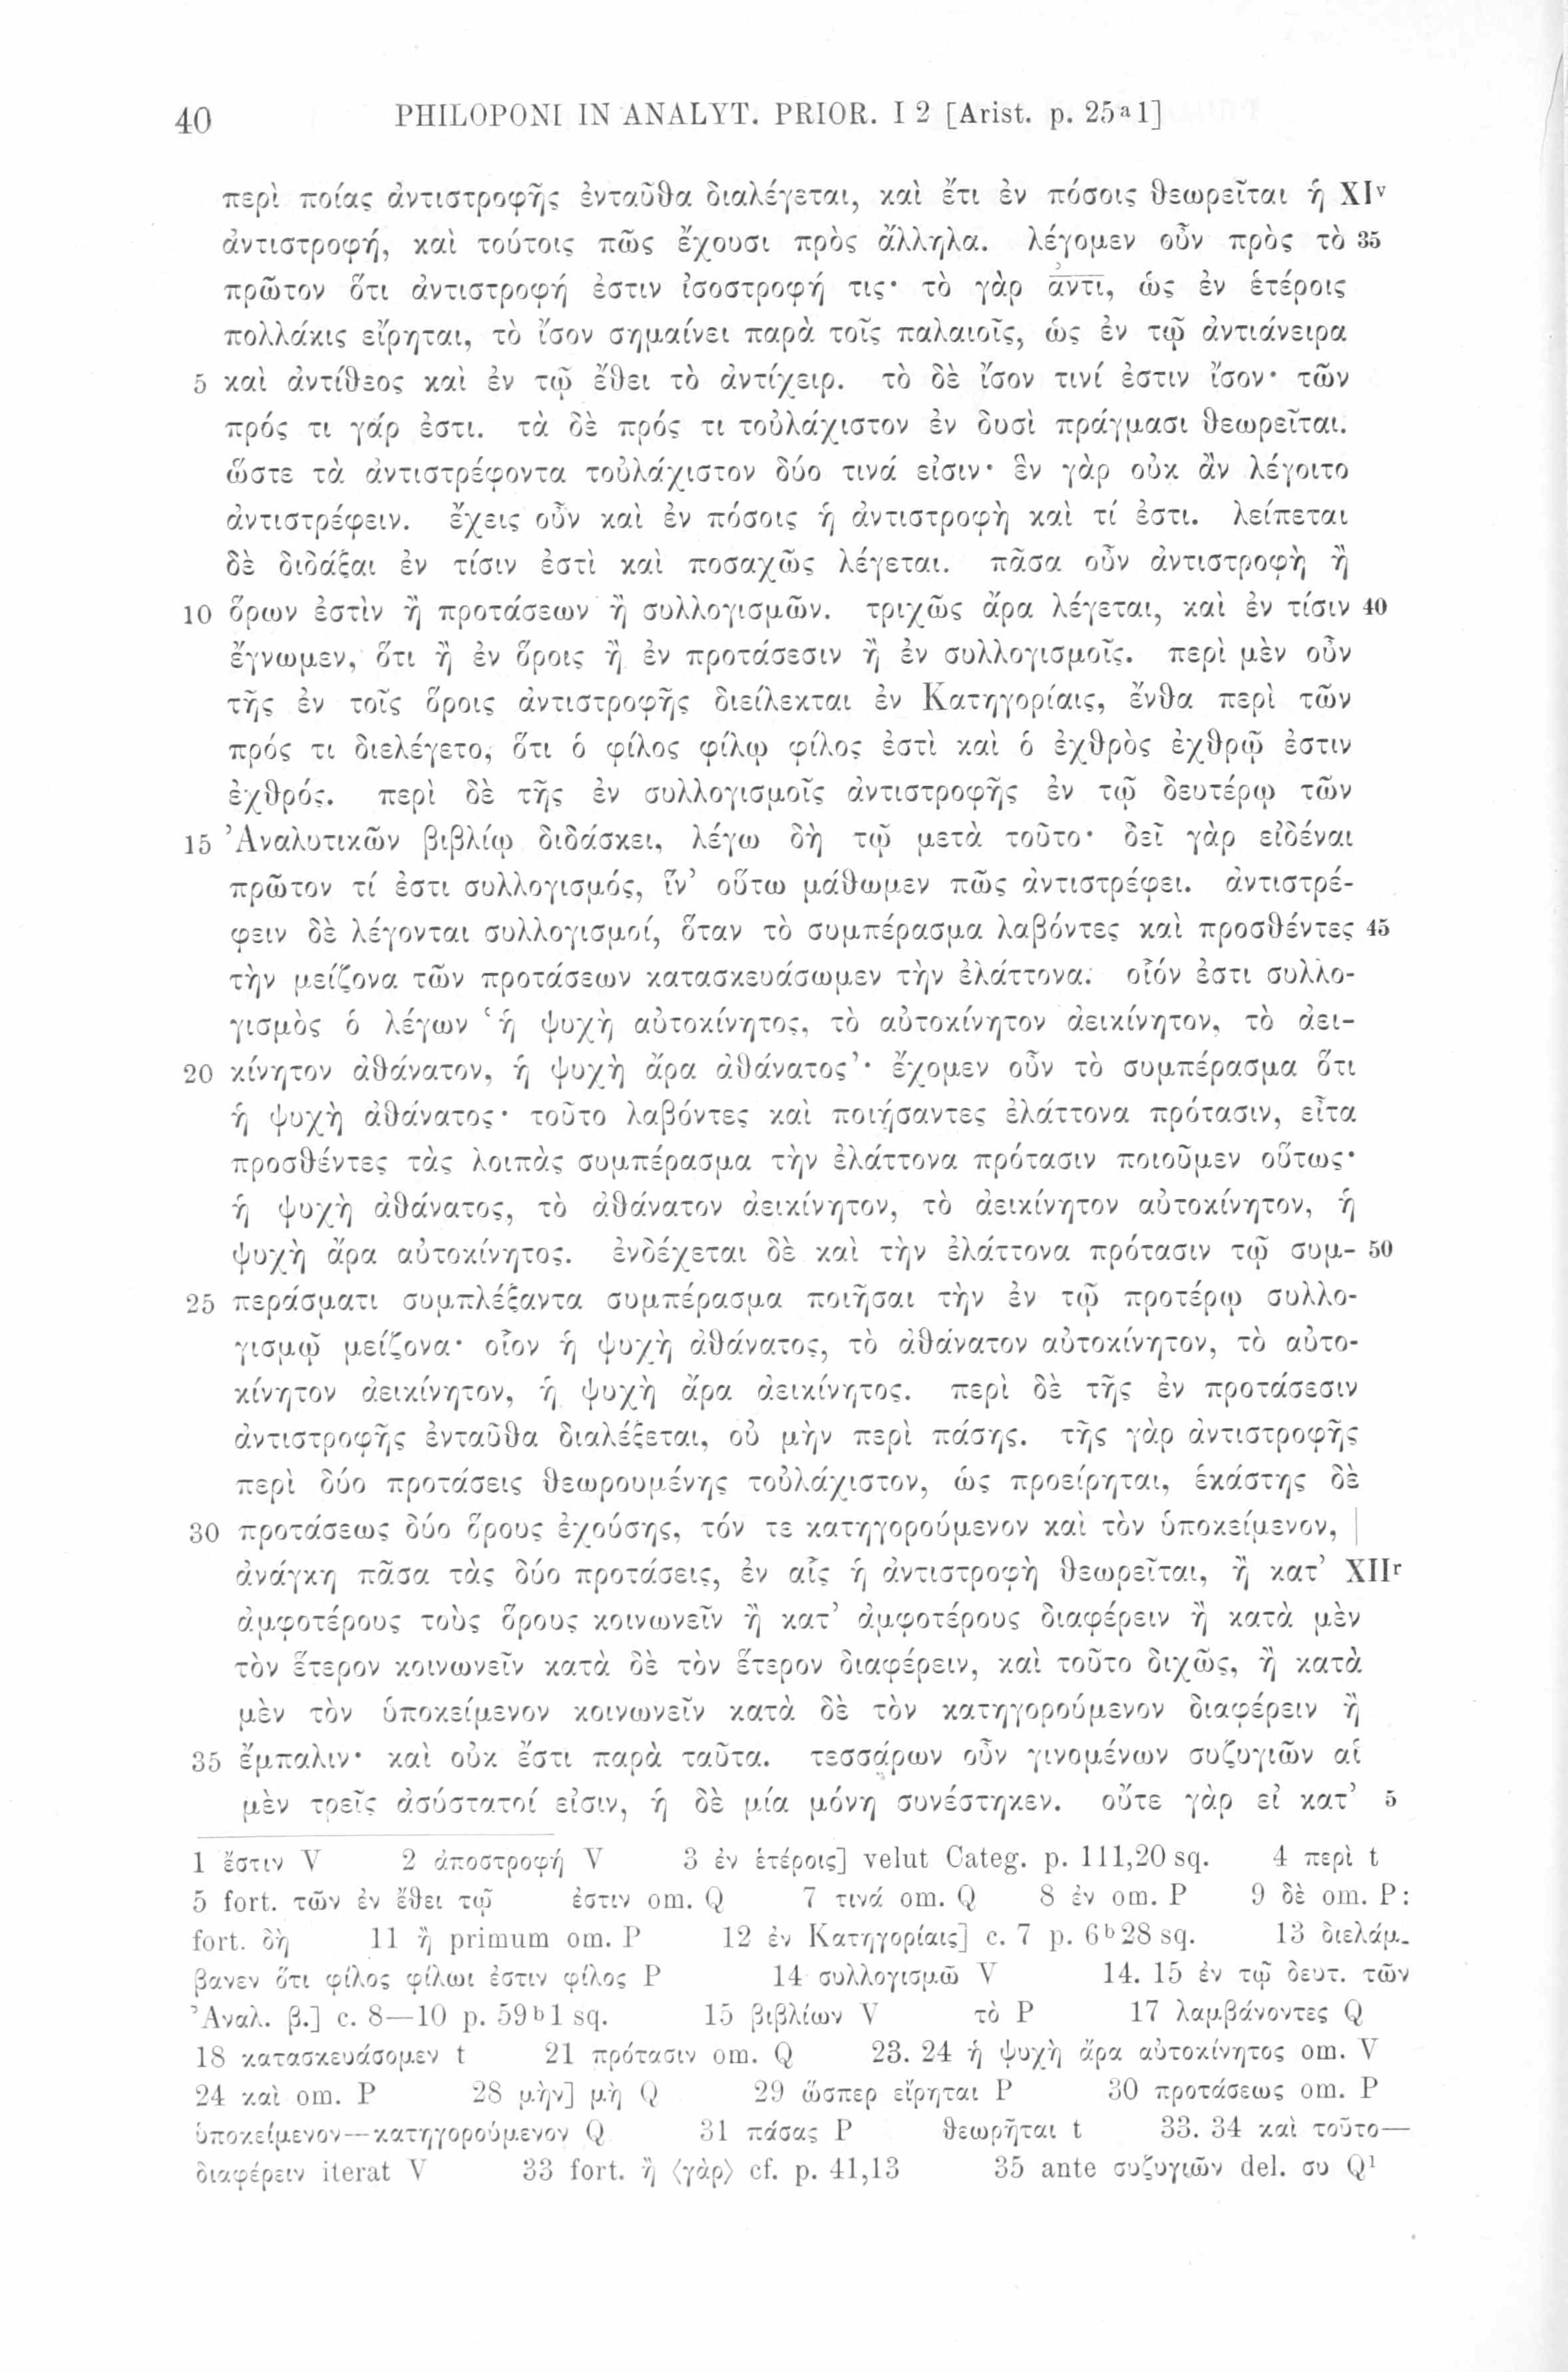 40 PHILOPONI IN ANALYT. PRIOR. I 2 [Arist. p. 25ᵃ1]
περὶ ποίας ἀντιστροφῆς ἐνταῦθα διαλέγεται, καὶ ἔτι ἐν πόσοις θεωρεῖται ἡ XIᵛ
ἀντιστροφή, καὶ τούτοις πῶς ἔχουσι πρὸς ἄλληλα. λέγομεν οὖν πρὸς τὸ 35
πρῶτον ὅτι ἀντιστροφή ἐστιν ἰσοστροφή τις· τὸ γὰρ ἀντι, ὡς ἐν ἑτέροις
πολλάκις εἴρηται, τὸ ἴσον σημαίνει παρὰ τοῖς παλαιοῖς, ὡς ἐν τῷ ἀντιάνειρα
5 καὶ ἀντίθεος καὶ ἐν τῷ ἔθει τὸ ἀντίχειρ. τὸ δὲ ἴσον τινί ἐστιν ἴσον· τῶν
πρός τι γάρ ἐστι. τὰ δὲ πρός τι τοὐλάχιστον ἐν δυσὶ πράγμασι θεωρεῖται.
ὥστε τὰ ἀντιστρέφοντα τοὐλάχιστον δύο τινά εἰσιν· ἓν γὰρ οὐκ ἂν λέγοιτο
ἀντιστρέφειν. ἔχεις οὖν καὶ ἐν πόσοις ἡ ἀντιστροφὴ καὶ τί ἐστι. λείπεται
δὲ διδάξαι ἐν τίσιν ἐστὶ καὶ ποσαχῶς λέγεται. πᾶσα οὖν ἀντιστροφὴ ἢ
10 ὅρων ἐστὶν ἢ προτάσεων ἢ συλλογισμῶν. τριχῶς ἄρα λέγεται, καὶ ἐν τίσιν 40
ἔγνωμεν, ὅτι ἢ ἐν ὅροις ἢ ἐν προτάσεσιν ἢ ἐν συλλογισμοῖς. περὶ μὲν οὖν
τῆς ἐν τοῖς ὅροις ἀντιστροφῆς διείλεκται ἐν Κατηγορίαις, ἔνθα περὶ τῶν
πρός τι διελέγετο, ὅτι ὁ φίλος φίλῳ φίλος ἐστὶ καὶ ὁ ἐχθρὸς ἐχθρῷ ἐστιν
ἐχθρός. περὶ δὲ τῆς ἐν συλλογισμοῖς ἀντιστροφῆς ἐν τῷ δευτέρῳ τῶν
15 Ἀναλυτικῶν βιβλίῳ διδάσκει, λέγω δὴ τῷ μετὰ τοῦτο· δεῖ γὰρ εἰδέναι
πρῶτον τί ἐστι συλλογισμός, ἵν’ οὕτω μάθωμεν πῶς ἀντιστρέφει. ἀντιστρέ-
φειν δὲ λέγονται συλλογισμοί, ὅταν τὸ συμπέρασμα λαβόντες καὶ προσθέντες 45
τὴν μείζονα τῶν προτάσεων κατασκευάσωμεν τὴν ἐλάττονα. οἷόν ἐστι συλλο-
γισμὸς ὁ λέγων ‘ἡ ψυχὴ αὐτοκίνητος, τὸ αὐτοκίνητον ἀεικίνητον, τὸ ἀει-
20 κίνητον ἀθάνατον, ἡ ψυχὴ ἄρα ἀθάνατος’· ἔχομεν οὖν τὸ συμπέρασμα ὅτι
ἡ ψυχὴ ἀθάνατος· τοῦτο λαβόντες καὶ ποιήσαντες ἐλάττονα πρότασιν, εἶτα
προσθέντες τὰς λοιπὰς συμπέρασμα τὴν ἐλάττονα πρότασιν ποιοῦμεν οὕτως·
ἡ ψυχὴ ἀθάνατος, τὸ ἀθάνατον ἀεικίνητον, τὸ ἀεικίνητον αὐτοκίνητον, ἡ
ψυχὴ ἄρα αὐτοκίνητος. ἐνδέχεται δὲ καὶ τὴν ἐλάττονα πρότασιν τῷ συμ- 50
25 περάσματι συμπλέξαντα συμπέρασμα ποιῆσαι τὴν ἐν τῷ προτέρῳ συλλο-
γισμῷ μείζονα· οἷον ἡ ψυχὴ ἀθάνατος, τὸ ἀθάνατον αὐτοκίνητον, τὸ αὐτο-
κίνητον ἀεικίνητον, ἡ ψυχὴ ἄρα ἀεικίνητος. περὶ δὲ τῆς ἐν προτάσεσιν
ἀντιστροφῆς ἐνταῦθα διαλέξεται, οὐ μὴν περὶ πάσης. τῆς γὰρ ἀντιστροφῆς
περὶ δύο προτάσεις θεωρουμένης τοὐλάχιστον, ὡς προείρηται, ἑκάστης δὲ
30 προτάσεως δύο ὅρους ἐχούσης, τόν τε κατηγορούμενον καὶ τὸν ὑποκείμενον, |
ἀνάγκη πᾶσα τὰς δύο προτάσεις, ἐν αἷς ἡ ἀντιστροφὴ θεωρεῖται, ἢ κατ’ XIIʳ
ἀμφοτέρους τοὺς ὅρους κοινωνεῖν ἢ κατ’ ἀμφοτέρους διαφέρειν ἢ κατὰ μὲν
τὸν ἕτερον κοινωνεῖν κατὰ δὲ τὸν ἕτερον διαφέρειν, καὶ τοῦτο διχῶς, ἢ κατὰ
μὲν τὸν ὑποκείμενον κοινωνεῖν κατὰ δὲ τὸν κατηγορούμενον διαφέρειν ἢ
35 ἔμπαλιν· καὶ οὐκ ἔστι παρὰ ταῦτα. τεσσάρων οὖν γινομένων συζυγιῶν αἱ
μὲν τρεῖς ἀσύστατοί εἰσιν, ἡ δὲ μία μόνη συνέστηκεν. οὔτε γὰρ εἰ κατ’ 5
1 ἔστιν V 2 ἀποστροφή V 3 ἐν ἑτέροις] velut Categ. p. 111,20 sq. 4 περὶ t
5 fort. τῶν ἐν ἔθει τῷ ἐστιν om. Q 7 τινά om. Q 8 ἐν om. P 9 δὲ om. P:
fort. δὴ 11 ἢ primum om. P 12 ἐν Κατηγορίαις] c. 7 p. 6ᵇ28 sq. 13 διελάμ-
βανεν ὅτι φίλος φίλωι ἐστιν φίλος P 14 συλλογισμῶ V 14. 15 ἐν τῷ δευτ. τῶν
Ἀναλ. β.] c. 8—10 p. 59ᵇ1 sq. 15 βιβλίων V τὸ P 17 λαμβάνοντες Q
18 κατασκευάσομεν t 21 πρότασιν om. Q 23. 24 ἡ ψυχὴ ἄρα αὐτοκίνητος om. V
24 καὶ om. P 28 μὴν] μὴ Q 29 ὥσπερ εἴρηται P 30 προτάσεως om. P
ὑποκείμενον—κατηγορούμενον Q 31 πάσας P θεωρῆται t 33. 34 καὶ τοῦτο—
διαφέρειν iterat V 33 fort. ἢ ⟨γὰρ⟩ cf. p. 41,13 35 ante συζυγιῶν del. συ Q¹